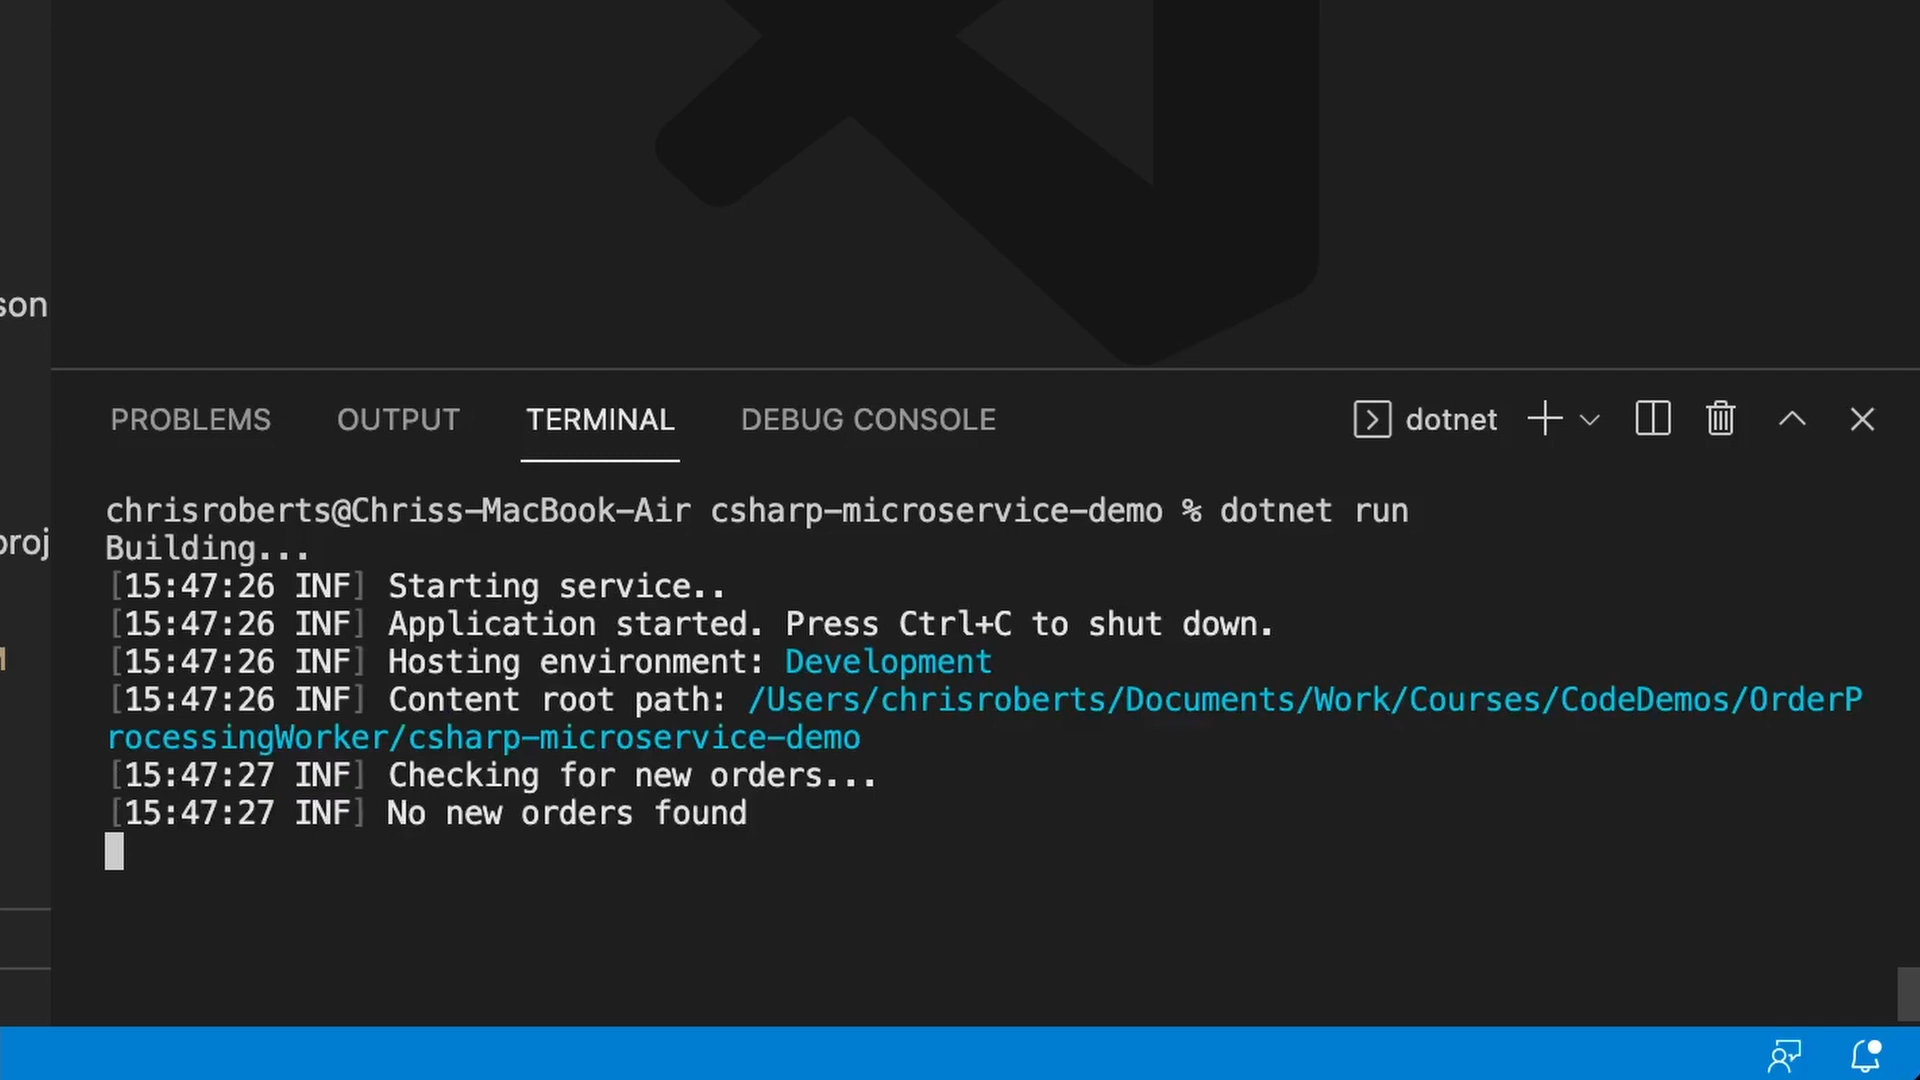 son
proj
PROBLEMS OUTPUT TERMINAL DEBUG CONSOLE dotnet
chrisroberts@Chriss-MacBook-Air csharp-microservice-demo % dotnet run
Building...
[15:47:26 INF] Starting service..
[15:47:26 INF] Application started. Press Ctrl+C to shut down.
[15:47:26 INF] Hosting environment: Development
[15:47:26 INF] Content root path: /Users/chrisroberts/Documents/Work/Courses/CodeDemos/OrderP
rocessingWorker/csharp-microservice-demo
[15:47:27 INF] Checking for new orders...
[15:47:27 INF] No new orders found